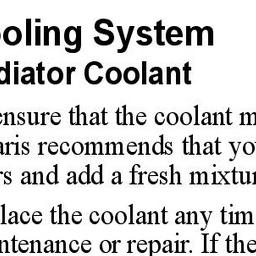 ooling System
diator Coolant
ensure that the coolant m
aris recommends that yo
rs and add a fresh mixtur
lace the coolant any tim
ntenance or repair. If the